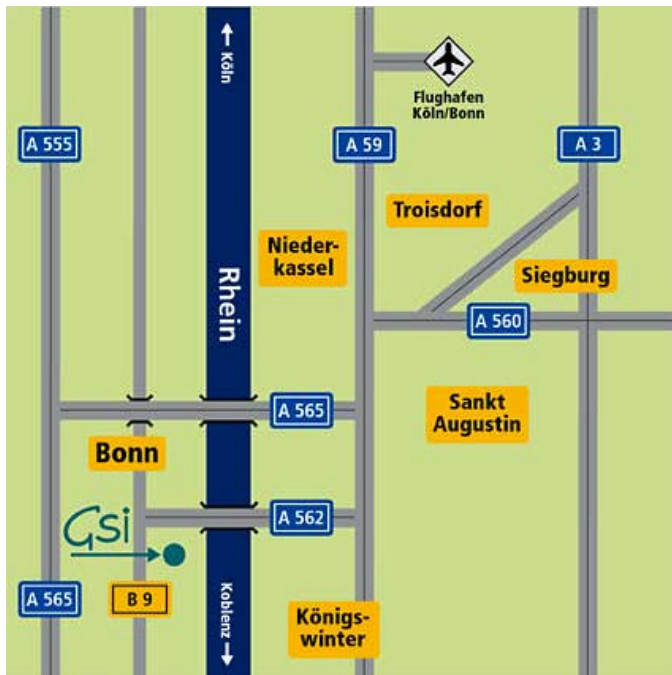 Köln
Flughafen
Köln/Bonn
A 555
A 59
A 3
Troisdorf
Nieder-
kassel
Siegburg
Rhein
A 560
A 565
Sankt
Augustin
Bonn
A 562
Gsi
A 565
B 9
Koblenz
Königs-
winter